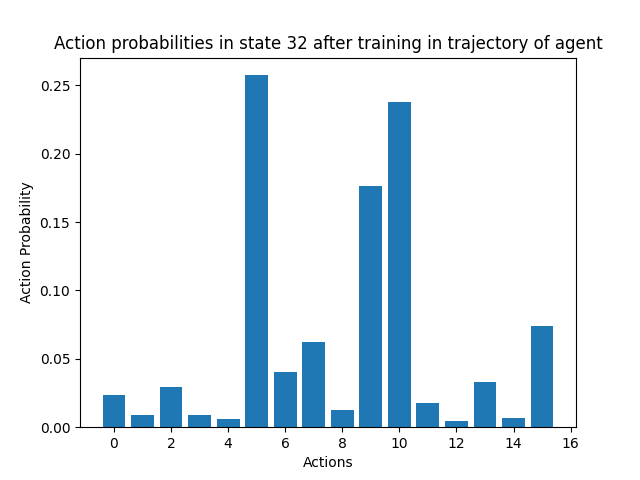 Action probabilities in state 32 after training in trajectory of agent
0.25
0.20
0.15
0.10
0.05
0.00
Action Probability
0 2 4 6 8 10 12 14 16
Actions